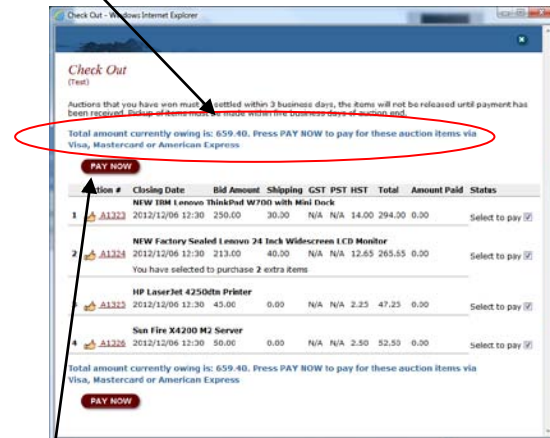 Check Out - Windows Internet Explorer
Check Out
(Test)
Auctions that you have won must settled within 3 business days, the items will not be released until payment has
been received. Pickup of items must be made within five business days of auction end.
Total amount currently owing is: 659.40. Press PAY NOW to pay for these auction items via
Visa, Mastercard or American Express
PAY NOW
Auction # Closing Date Bid Amount Shipping GST PST HST Total Amount Paid Status
NEW IBM Lenovo ThinkPad W700 with Mini Dock
1 A1323 2012/12/06 12:30 250.00 30.00 N/A N/A 14.00 294.00 0.00 Select to pay
NEW Factory Sealed Lenovo 24 Inch Widescreen LCD Monitor
2 A1324 2012/12/06 12:30 213.00 40.00 N/A N/A 12.65 265.65 0.00 Select to pay
You have selected to purchase 2 extra items
HP LaserJet 4250dtn Printer
3 A1325 2012/12/06 12:30 45.00 0.00 N/A N/A 2.25 47.25 0.00 Select to pay
Sun Fire X4200 M2 Server
4 A1326 2012/12/06 12:30 50.00 0.00 N/A N/A 2.50 52.50 0.00 Select to pay
Total amount currently owing is: 659.40. Press PAY NOW to pay for these auction items via
Visa, Mastercard or American Express
PAY NOW